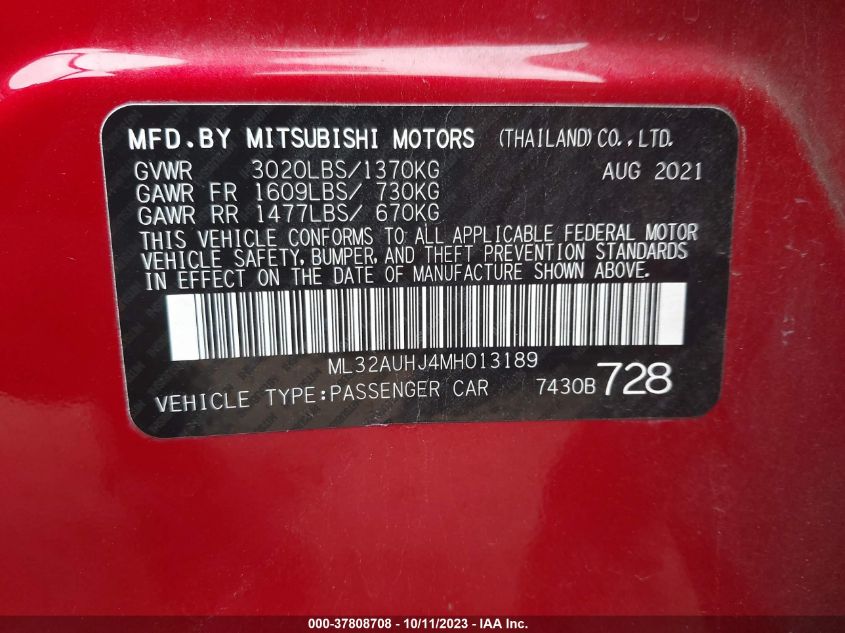 MFD.BY MITSUBISHI MOTORS (THAILAND)CO.,LTD.
GVWR 3020LBS/1370KG AUG 2021
GAWR FR 1609LBS/ 730KG
GAWR RR 1477LBS/ 670KG
THIS VEHICLE CONFORMS TO ALL APPLICABLE FEDERAL MOTOR
VEHICLE SAFETY, BUMPER, AND THEFT PREVENTION STANDARDS
IN EFFECT ON THE DATE OF MANUFACTURE SHOWN ABOVE.
ML32AUHJ4MH013189
VEHICLE TYPE:PASSENGER CAR 7430B 728
000-37808708 - 10/11/2023 - IAA Inc.